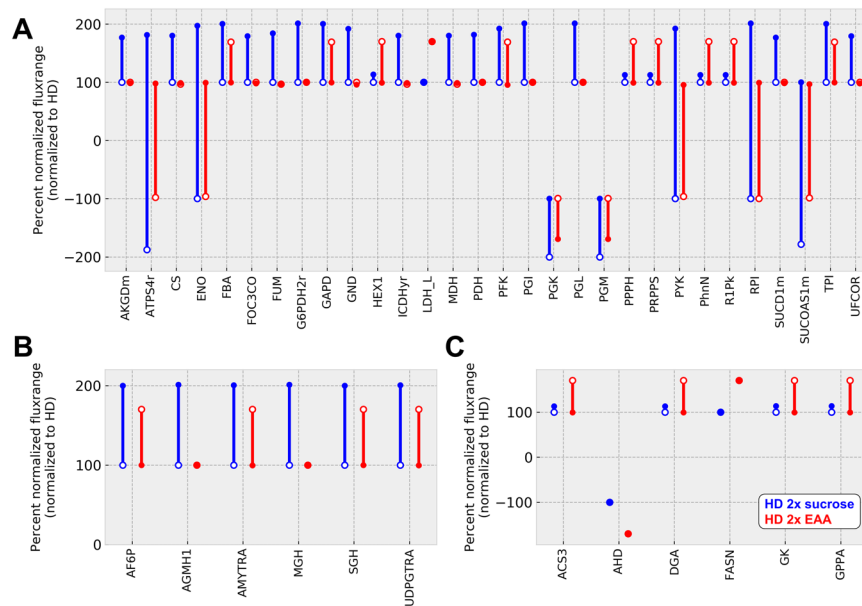 A
Percent normalized fluxrange
(normalized to HD)
200
100
0
−100
−200
AKGDm
ATPS4r
CS
ENO
FBA
FOC3CO
FUM
G6PDH2r
GAPD
GND
HEX1
ICDHyr
LDH_L
MDH
PDH
PFK
PGI
PGK
PGL
PGM
PPPH
PRPPS
PYK
PhnN
R1PK
RPI
SUCD1m
SUCOAS1m
TPI
UFCOR
B
Percent normalized fluxrange
(normalized to HD)
200
100
0
AF6P
AGMH1
AMYTRA
MGH
SGH
UDPGTRA
C
Percent normalized fluxrange
(normalized to HD)
100
0
−100
HD 2x sucrose
HD 2x EAA
ACS3
AHD
DGA
FASN
GK
GPPA